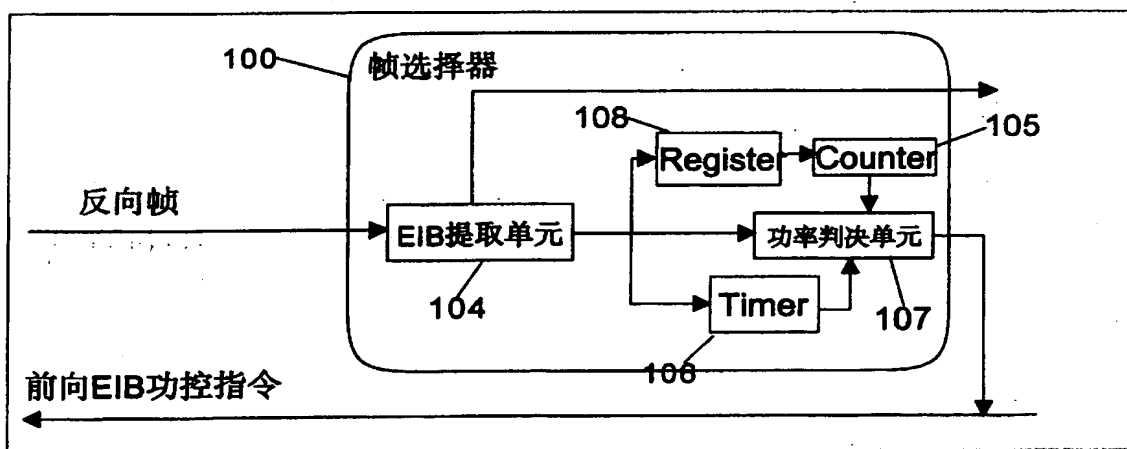 100
帧选择器
108
105
Register
Counter
反向帧
EIB提取单元
功率判决单元
104
Timer
107
106
前向EIB功控指令